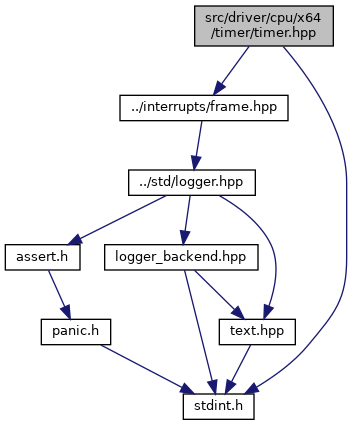 src/driver/cpu/x64
/timer/timer.hpp
../interrupts/frame.hpp
../std/logger.hpp
assert.h
logger_backend.hpp
panic.h
text.hpp
stdint.h